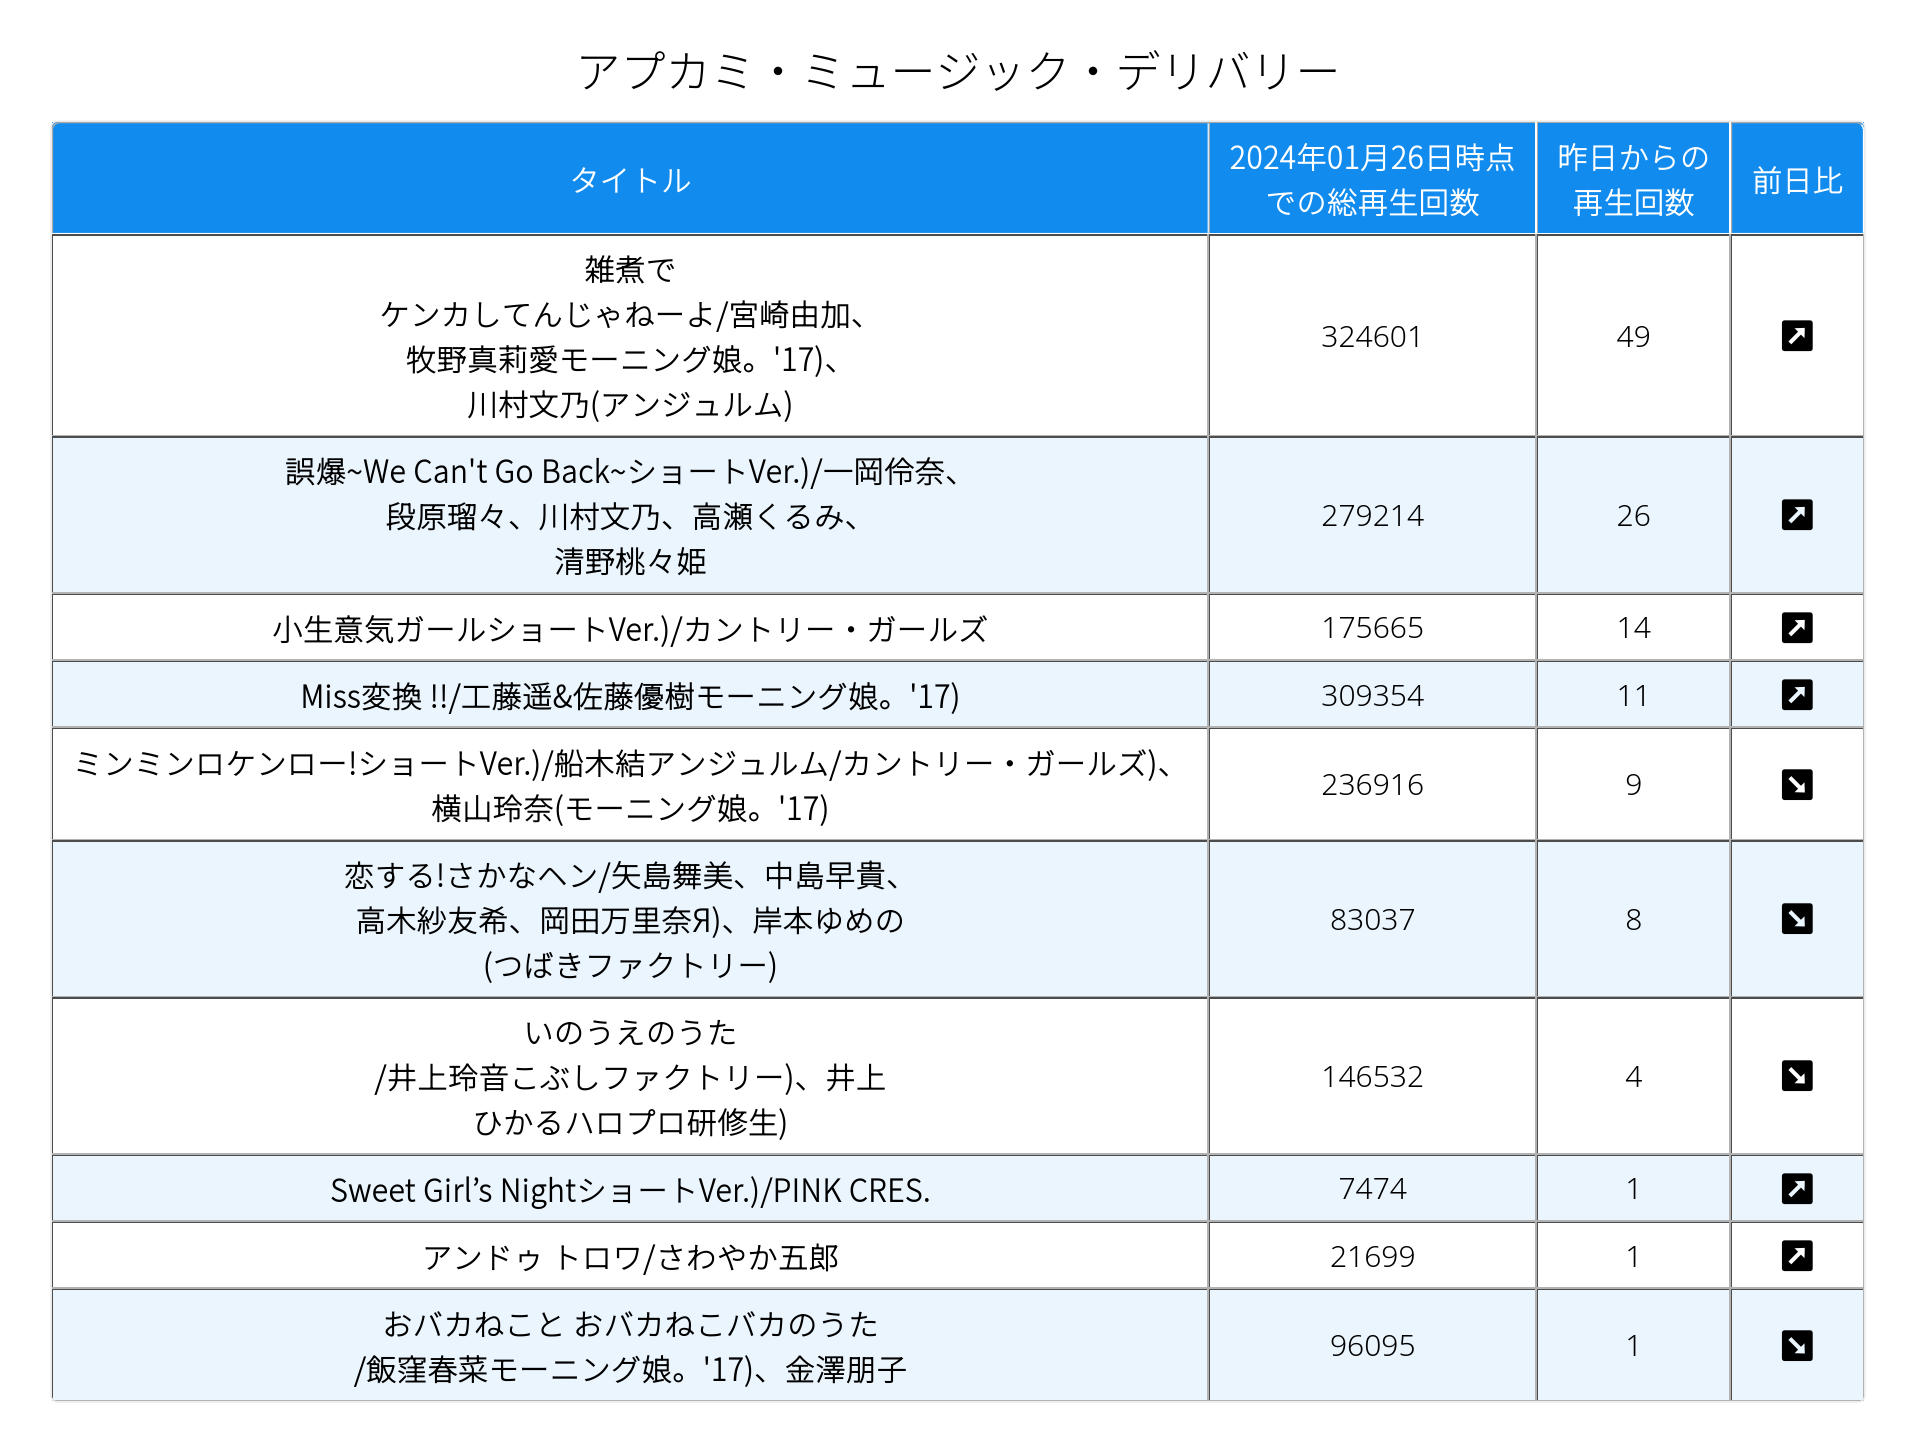 アプカミ・ミュージック・デリバリー
タイトル
2024年01月26日時点
での総再生回数
昨日からの
再生回数
前日比
雑煮で
ケンカしてんじゃねーよ/宮崎由加、
牧野真莉愛モーニング娘。'17)、
川村文乃(アンジュルム)
324601
49
誤爆~We Can't Go Back~ショートVer.)/一岡伶奈、
段原瑠々、川村文乃、高瀬くるみ、
清野桃々姫
279214
26
小生意気ガールショートVer.)/カントリー・ガールズ
175665
14
Miss変換 !!/工藤遥&佐藤優樹モーニング娘。'17)
309354
11
ミンミンロケンロー!ショートVer.)/船木結アンジュルム/カントリー・ガールズ)、
横山玲奈(モーニング娘。'17)
236916
9
恋する!さかなヘン/矢島舞美、中島早貴、
高木紗友希、岡田万里奈Я)、岸本ゆめの
(つばきファクトリー)
83037
8
いのうえのうた
/井上玲音こぶしファクトリー)、井上
ひかるハロプロ研修生)
146532
4
Sweet Girl’s NightショートVer.)/PINK CRES.
7474
1
アンドゥ トロワ/さわやか五郎
21699
1
おバカねこと おバカねこバカのうた
/飯窪春菜モーニング娘。'17)、金澤朋子
96095
1